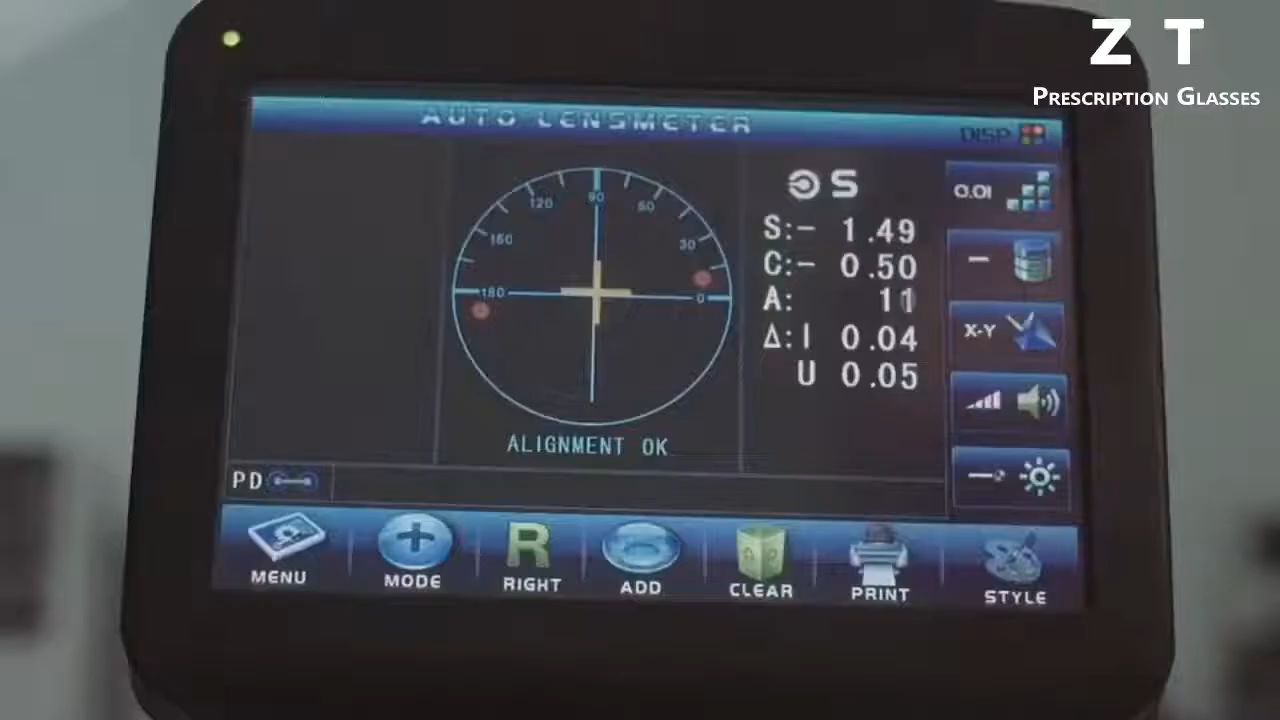 Z T
PRESCRIPTION GLASSES
AUTO LENSMETER
DISP
120 90 60
150 30
180 0
S
S:- 1.49
C:- 0.50
A: 11
Δ:I 0.04
U 0.05
0.01
-
X-Y
ALIGNMENT OK
PD
MENU
MODE
R
RIGHT
ADD
CLEAR
PRINT
STYLE